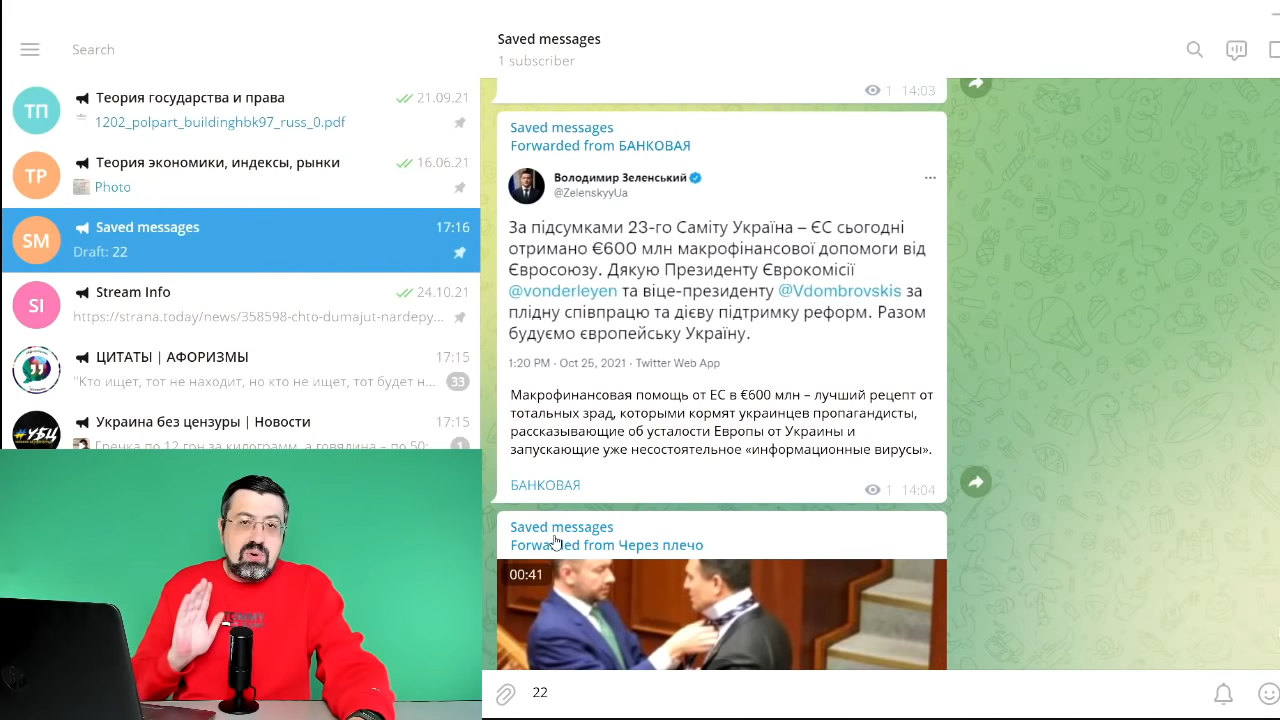 Search
ТП
Теория государства и права
21.09.21
1202_polpart_buildinghbk97_russ_0.pdf
ТР
Теория экономики, индексы, рынки
16.06.21
Photo
SM
Saved messages
17:16
Draft: 22
SI
Stream Info
24.10.21
https://strana.today/news/358598-chto-dumajut-nardepy...
ЦИТАТЫ | АФОРИЗМЫ
17:15
"Кто ищет, тот не находит, но кто не ищет, тот будет н...
33
#УБЦ
Украина без цензуры | Новости
17:15
Гречка по 12 грн за килограмм, а говядина – по 50:
1
Saved messages
1 subscriber
1 14:03
Saved messages
Forwarded from БАНКОВАЯ
Володимир Зеленський
@ZelenskyyUa
За підсумками 23-го Саміту Україна – ЄС сьогодні
отримано €600 млн макрофінансової допомоги від
Євросоюзу. Дякую Президенту Єврокомісії
@vonderleyen та віце-президенту @Vdombrovskis за
плідну співпрацю та дієву підтримку реформ. Разом
будуємо європейську Україну.
1:20 PM · Oct 25, 2021 · Twitter Web App
Макрофинансовая помощь от ЕС в €600 млн – лучший рецепт от
тотальных зрад, которыми кормят украинцев пропагандисты,
рассказывающие об усталости Европы от Украины и
запускающие уже несостоятельное «информационные вирусы».
БАНКОВАЯ
1 14:04
Saved messages
Forwarded from Через плечо
00:41
22